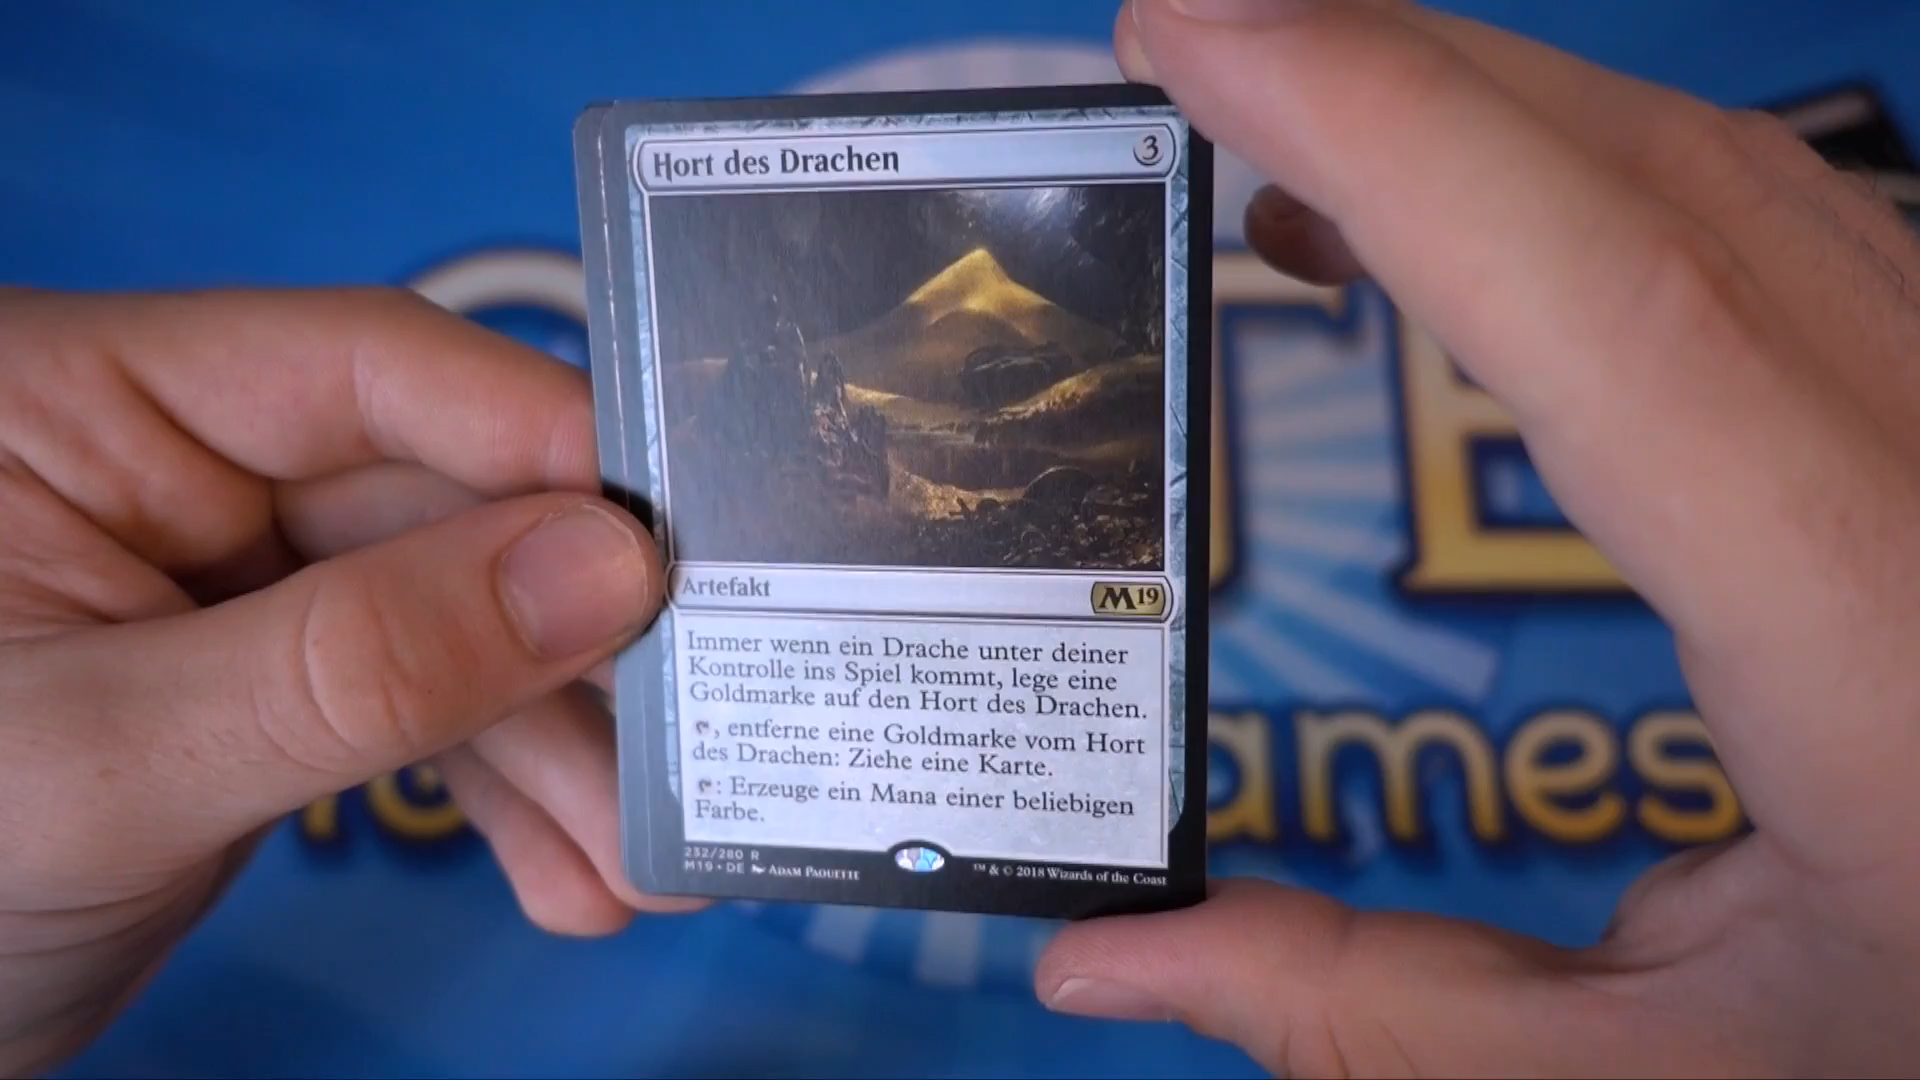 Hort des Drachen 3
Artefakt M19
Immer wenn ein Drache unter deiner
Kontrolle ins Spiel kommt, lege eine
Goldmarke auf den Hort des Drachen.
, entferne eine Goldmarke vom Hort
des Drachen: Ziehe eine Karte.
: Erzeuge ein Mana einer beliebigen
Farbe.
232/280 R
M19 • DE ADAM PAQUETTE
™ & © 2018 Wizards of the Coast
ames